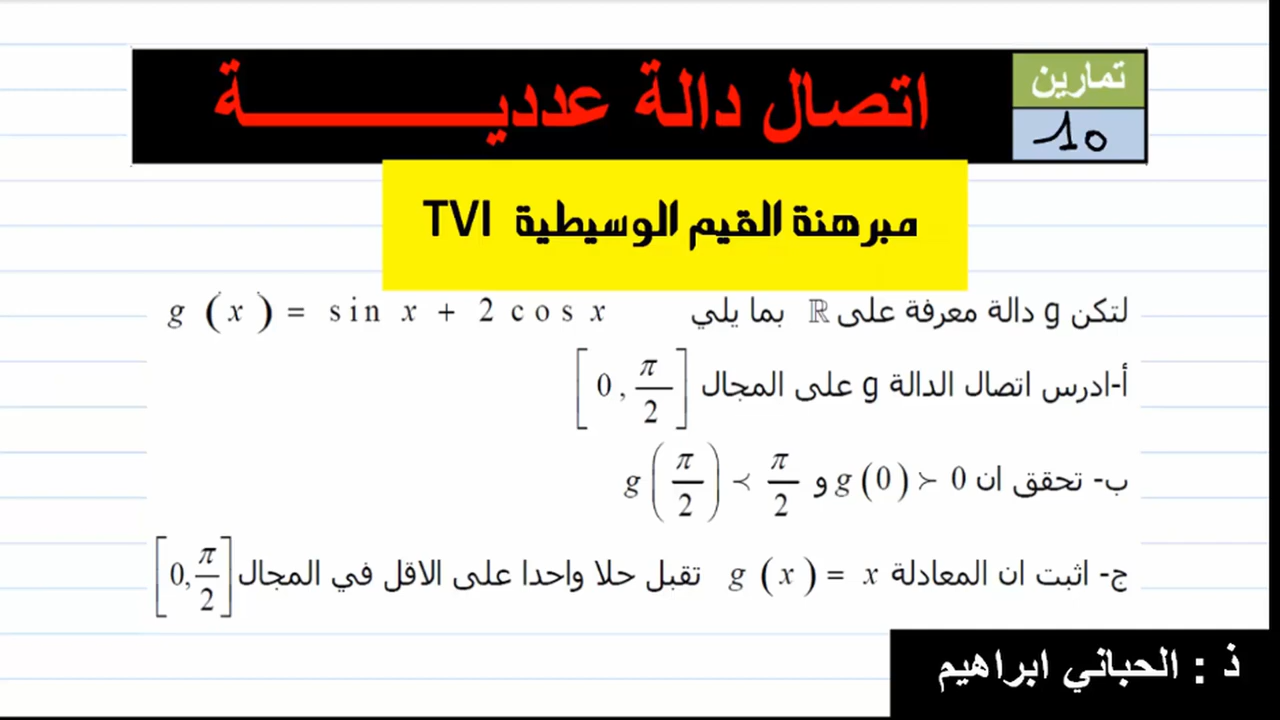 تمارين
10
اتصال دالة عدديـــــــــــة
مبرهنة القيم الوسيطية TVI
لتكن g دالة معرفة على ℝ بما يلي g (x) = sin x + 2 cos x
أ-ادرس اتصال الدالة g على المجال [0, π/2]
ب- تحقق ان g(0) ≻ 0 و g(π/2) ≺ π/2
ج- اثبت ان المعادلة g (x) = x تقبل حلا واحدا على الاقل في المجال [0, π/2]
ذ : الحباني ابراهيم